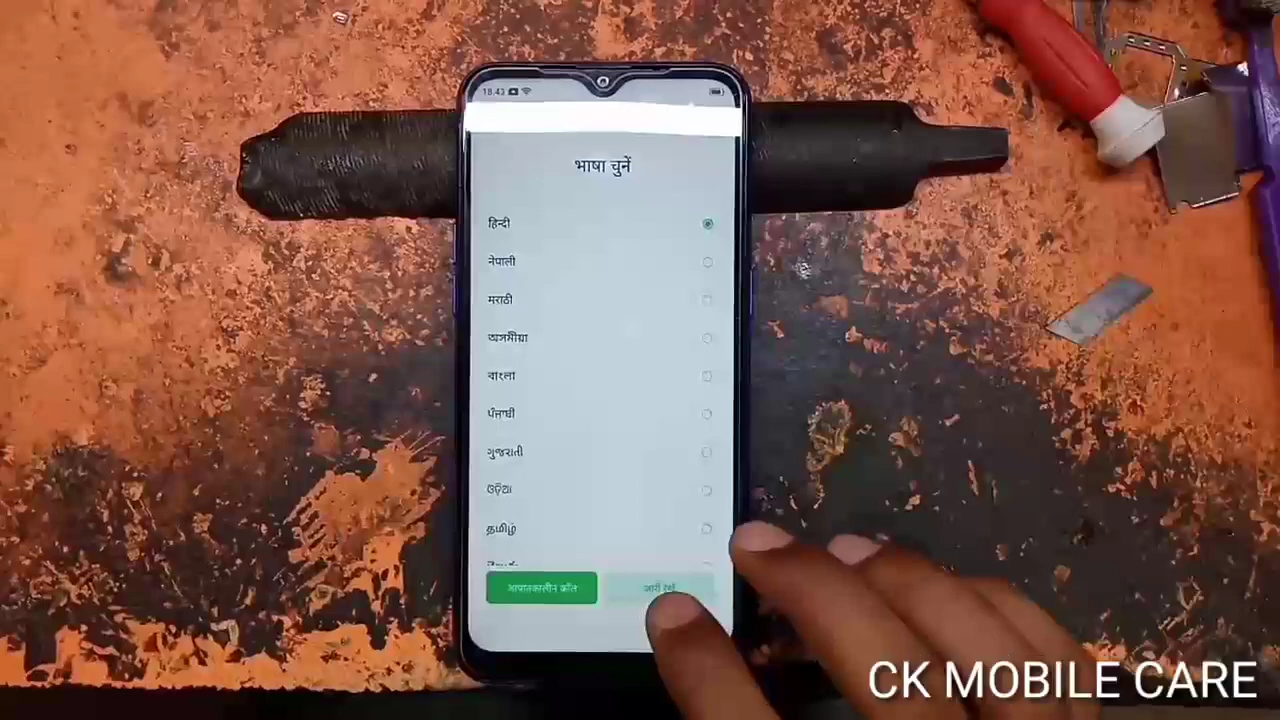 18.43
भाषा चुनें
हिन्दी
नेपाली
मराठी
অসমীয়া
বাংলা
ਪੰਜਾਬੀ
ગુજરાતી
ଓଡ଼ିଆ
தமிழ்
आपातकालीन कॉल
जारी रखें
CK MOBILE CARE